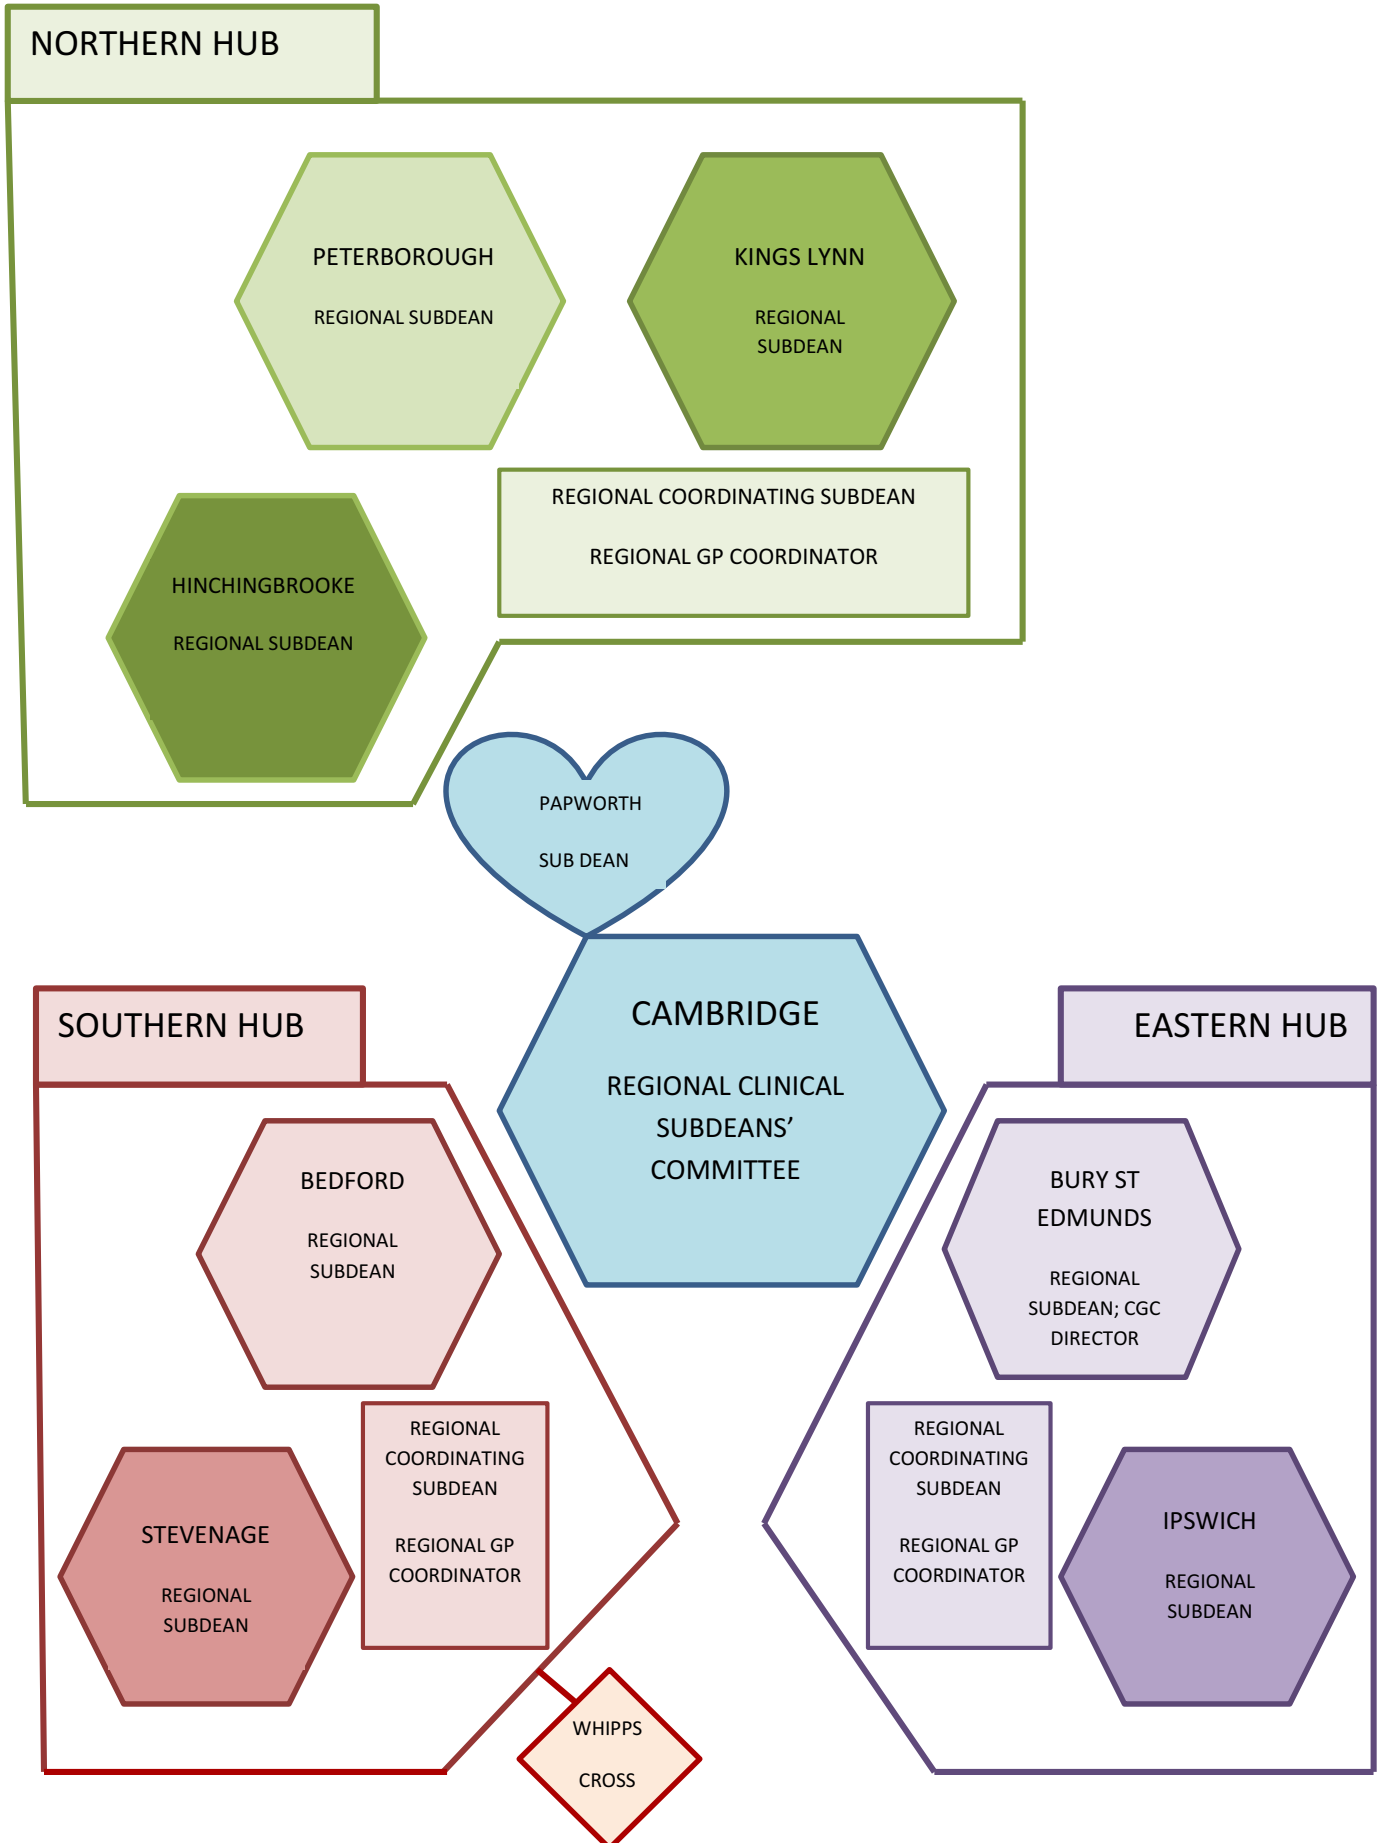 NORTHERN HUB
PETERBOROUGH
REGIONAL SUBDEAN
KINGS LYNN
REGIONAL
SUBDEAN
REGIONAL COORDINATING SUBDEAN
REGIONAL GP COORDINATOR
HINCHINGBROOKE
REGIONAL SUBDEAN
PAPWORTH
SUB DEAN
CAMBRIDGE
REGIONAL CLINICAL
SUBDEANS’
COMMITTEE
SOUTHERN HUB
BEDFORD
REGIONAL
SUBDEAN
REGIONAL
COORDINATING
SUBDEAN
REGIONAL GP
COORDINATOR
STEVENAGE
REGIONAL
SUBDEAN
WHIPPS
CROSS
EASTERN HUB
BURY ST
EDMUNDS
REGIONAL
SUBDEAN; CGC
DIRECTOR
REGIONAL
COORDINATING
SUBDEAN
REGIONAL GP
COORDINATOR
IPSWICH
REGIONAL
SUBDEAN